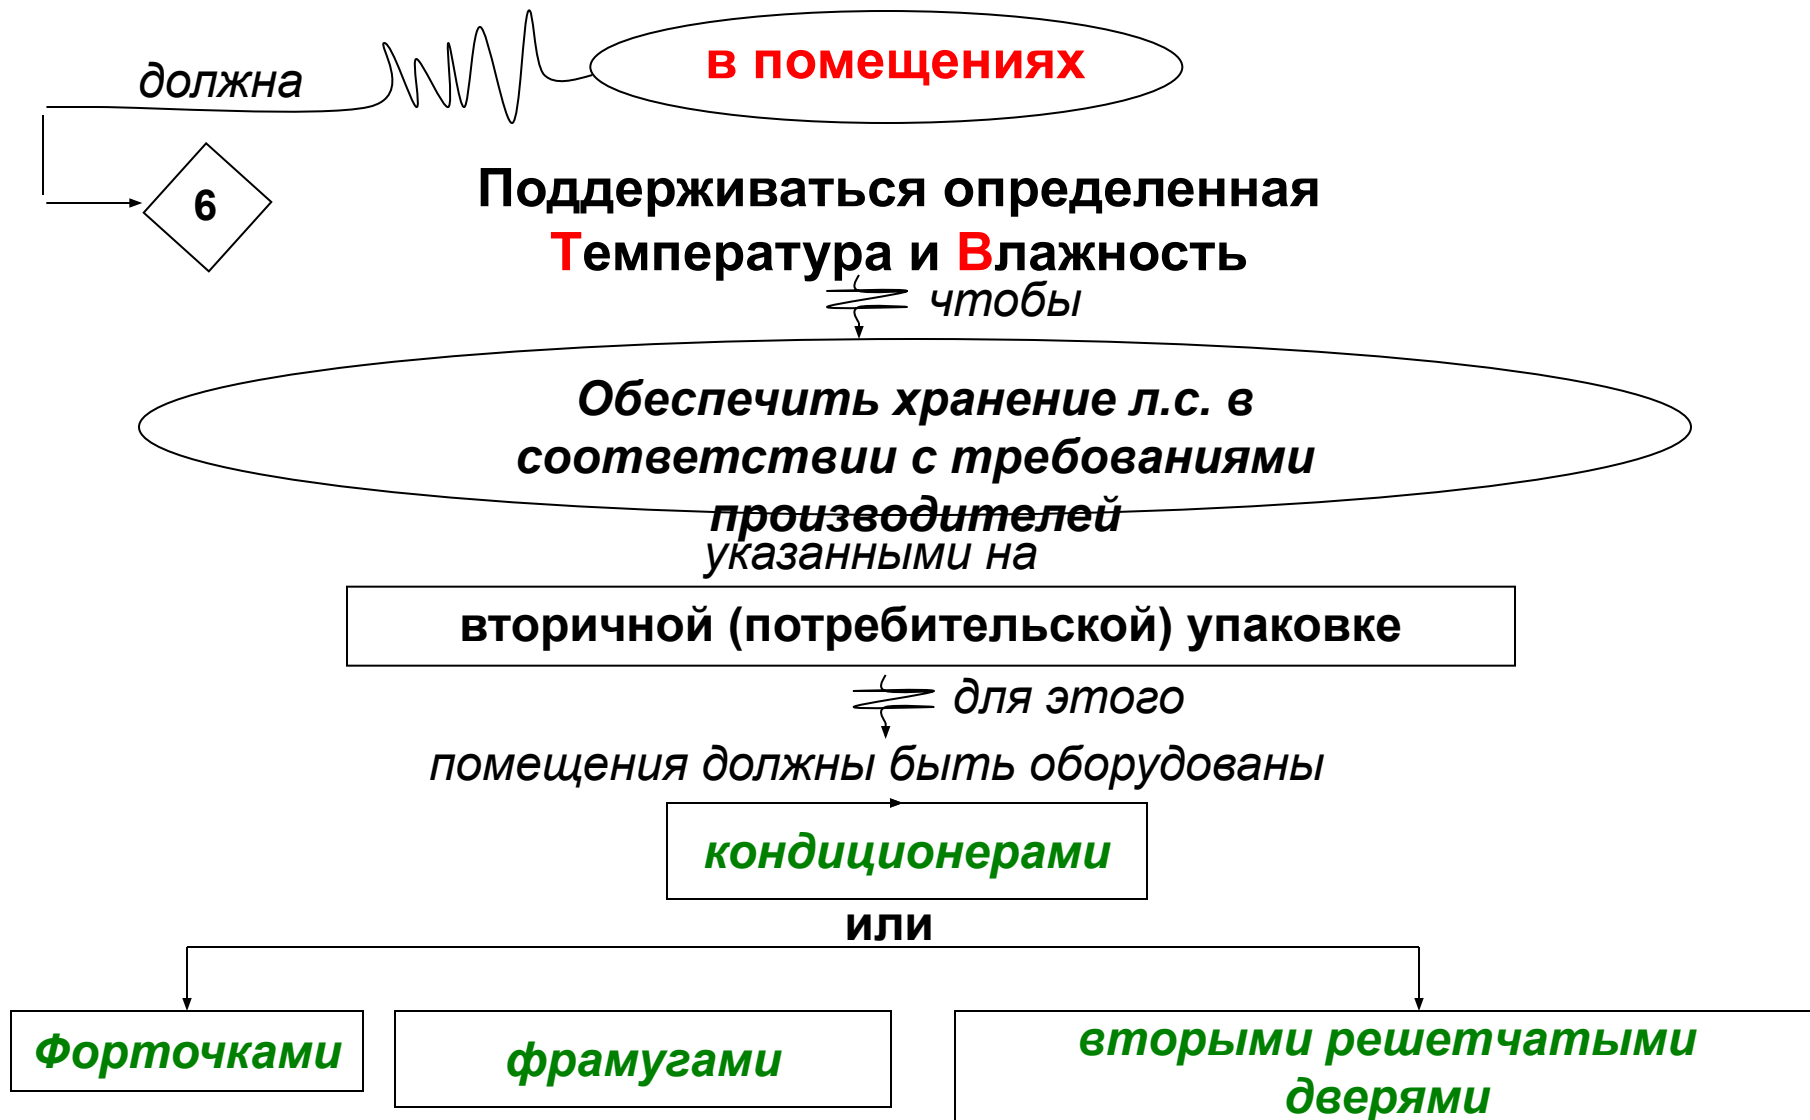 должна
в помещениях
6
Поддерживаться определенная
Температура и Влажность
чтобы
Обеспечить хранение л.с. в
соответствии с требованиями
производителей
указанными на
вторичной (потребительской) упаковке
для этого
помещения должны быть оборудованы
кондиционерами
или
Форточками
фрамугами
вторыми решетчатыми
дверями